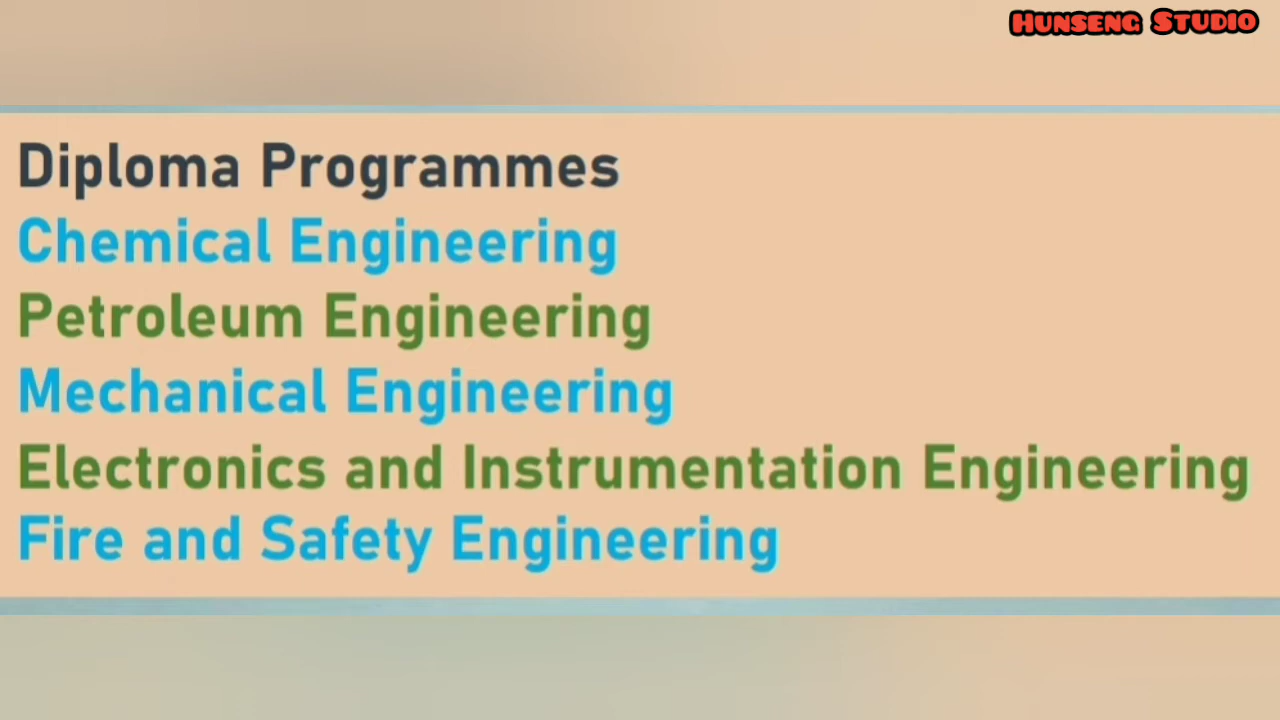 Hunseng Studio
Diploma Programmes
Chemical Engineering
Petroleum Engineering
Mechanical Engineering
Electronics and Instrumentation Engineering
Fire and Safety Engineering